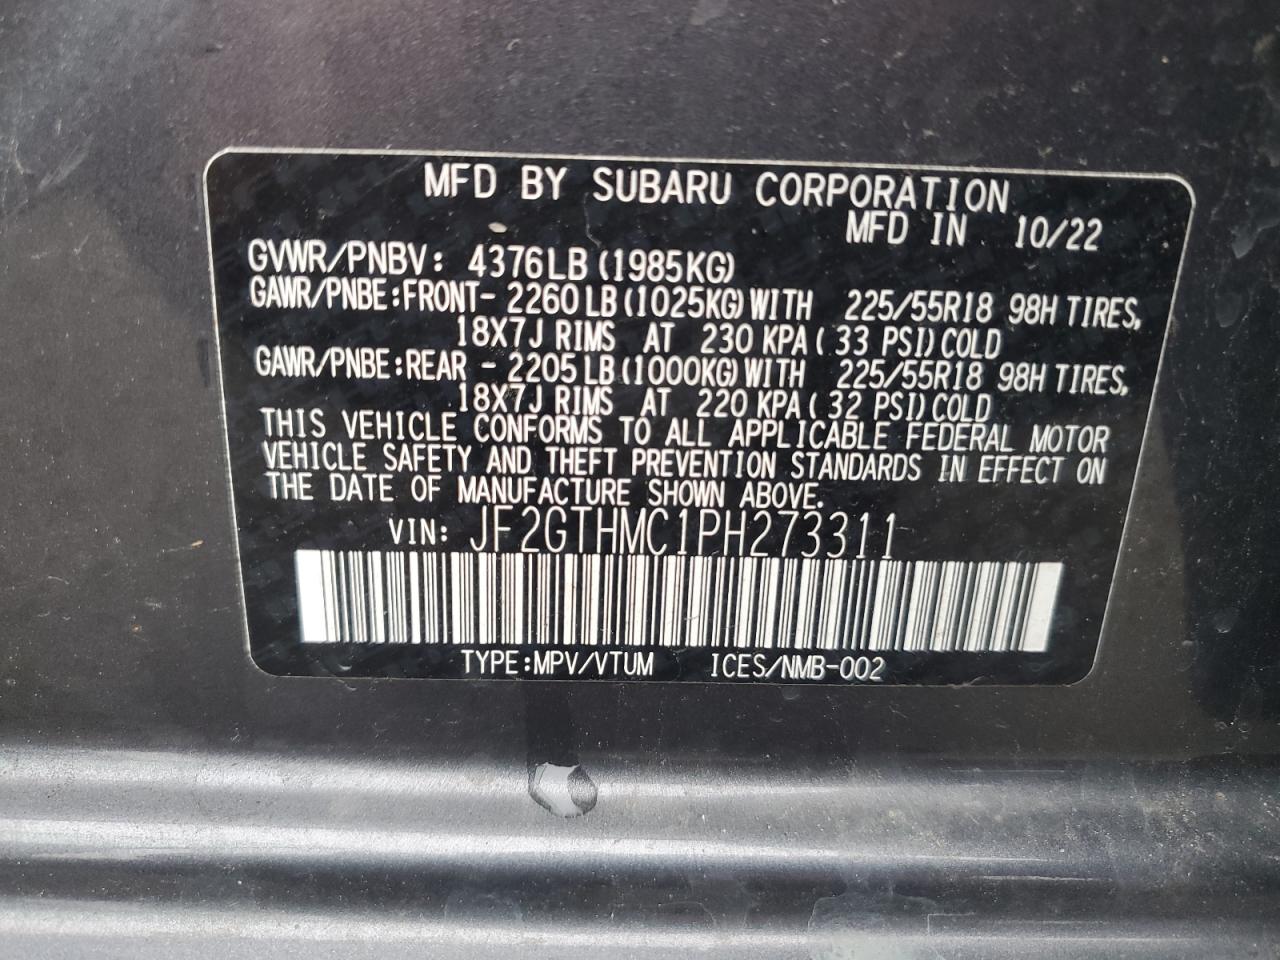 MFD BY SUBARU CORPORATION
MFD IN 10/22
GVWR/PNBV: 4376LB (1985KG)
GAWR/PNBE:FRONT- 2260 LB (1025KG) WITH 225/55R18 98H TIRES,
18X7J RIMS AT 230 KPA ( 33 PSI) COLD
GAWR/PNBE:REAR - 2205 LB (1000KG) WITH 225/55R18 98H TIRES,
18X7J RIMS AT 220 KPA ( 32 PSI) COLD
THIS VEHICLE CONFORMS TO ALL APPLICABLE FEDERAL MOTOR
VEHICLE SAFETY AND THEFT PREVENTION STANDARDS IN EFFECT ON
THE DATE OF MANUFACTURE SHOWN ABOVE.
VIN: JF2GTHMC1PH273311
TYPE:MPV/VTUM ICES/NMB-002